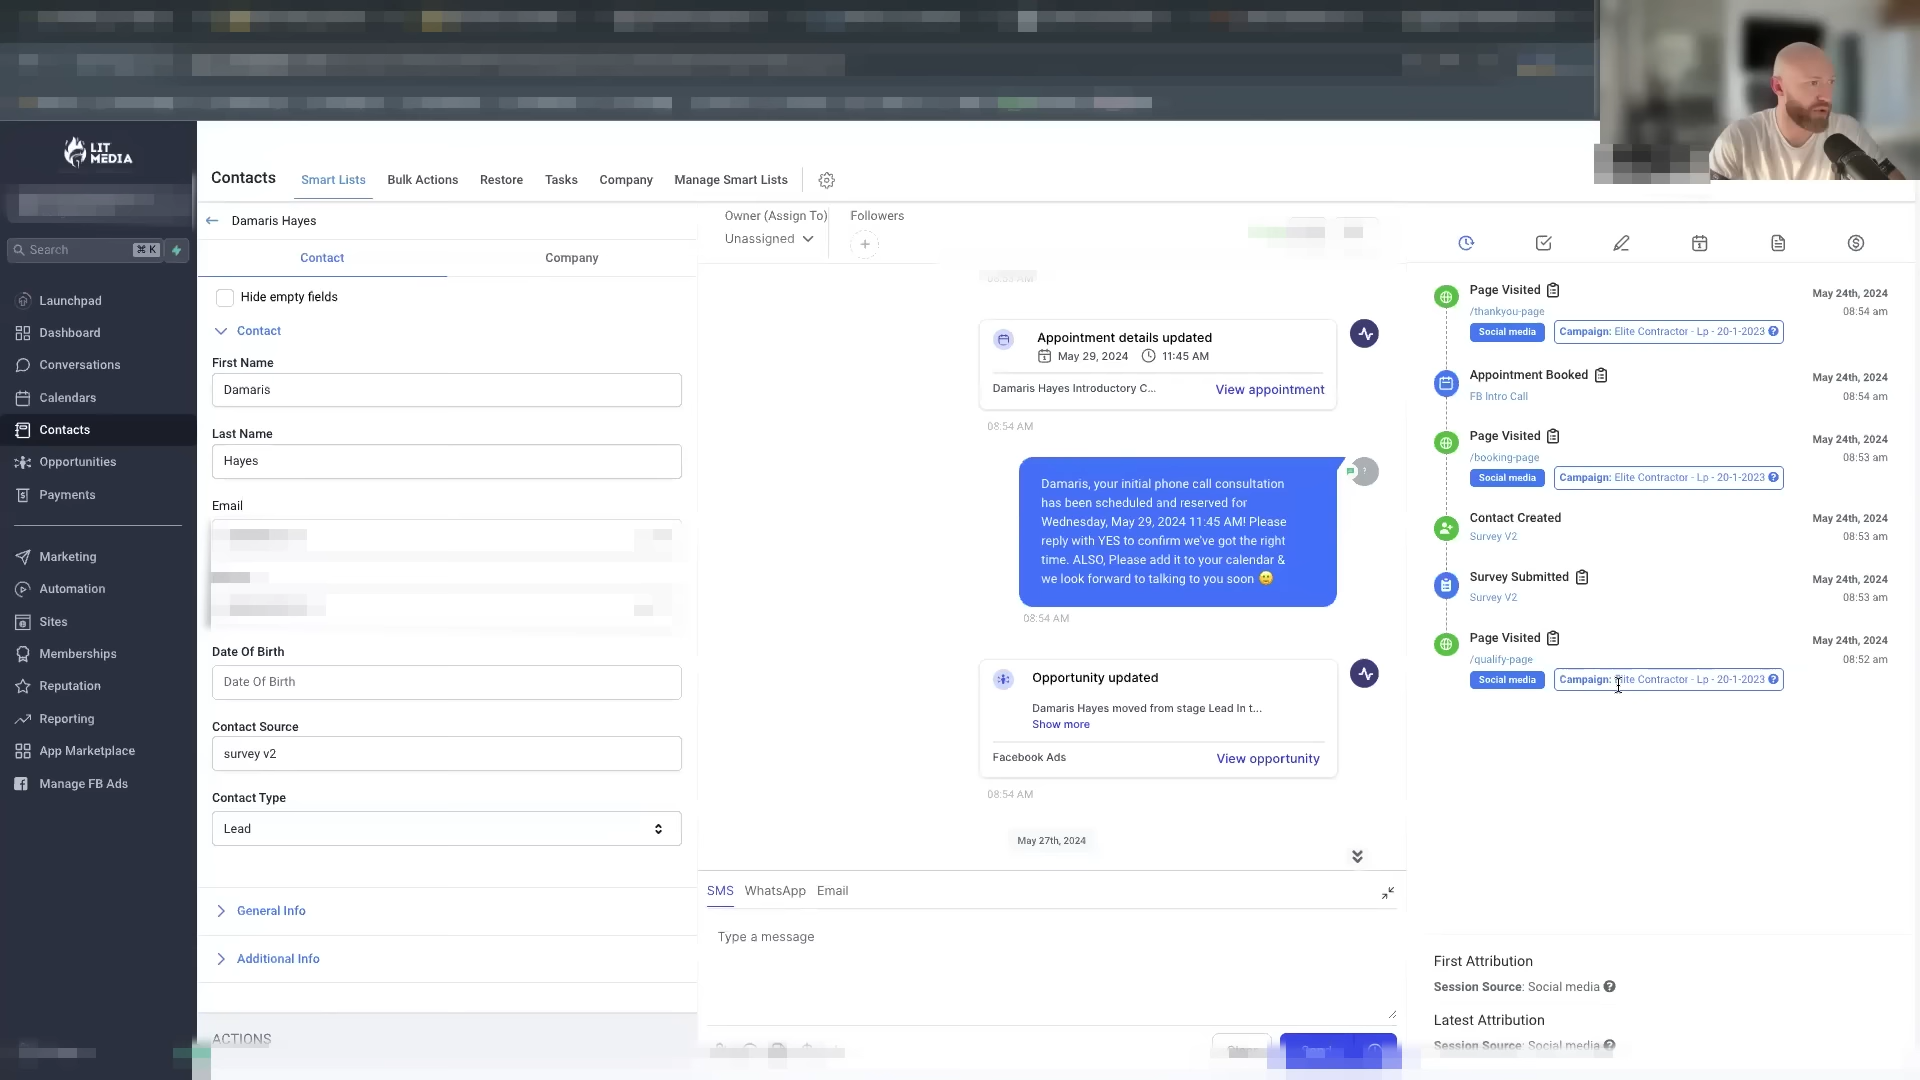 LIT
MEDIA
Search
⌘ K
Launchpad
Dashboard
Conversations
Calendars
Contacts
Opportunities
Payments
Marketing
Automation
Sites
Memberships
Reputation
Reporting
App Marketplace
Manage FB Ads
Contacts
Smart Lists
Bulk Actions
Restore
Tasks
Company
Manage Smart Lists
Damaris Hayes
Contact
Company
Hide empty fields
Contact
First Name
Damaris
Last Name
Hayes
Email
Date Of Birth
Date Of Birth
Contact Source
survey v2
Contact Type
Lead
General Info
Additional Info
ACTIONS
Owner (Assign To)
Unassigned
Followers
Appointment details updated
May 29, 2024
11:45 AM
Damaris Hayes Introductory C...
View appointment
08:54 AM
Damaris, your initial phone call consultation
has been scheduled and reserved for
Wednesday, May 29, 2024 11:45 AM! Please
reply with YES to confirm we've got the right
time. ALSO, Please add it to your calendar &
we look forward to talking to you soon 🙂
08:54 AM
Opportunity updated
Damaris Hayes moved from stage Lead In t...
Show more
Facebook Ads
View opportunity
08:54 AM
May 27th, 2024
SMS
WhatsApp
Email
Type a message
Page Visited
May 24th, 2024
/thankyou-page
08:54 am
Social media
Campaign: Elite Contractor - Lp - 20-1-2023
Appointment Booked
May 24th, 2024
FB Intro Call
08:54 am
Page Visited
May 24th, 2024
/booking-page
08:53 am
Social media
Campaign: Elite Contractor - Lp - 20-1-2023
Contact Created
May 24th, 2024
Survey V2
08:53 am
Survey Submitted
May 24th, 2024
Survey V2
08:53 am
Page Visited
May 24th, 2024
/qualify-page
08:52 am
Social media
Campaign: Elite Contractor - Lp - 20-1-2023
First Attribution
Session Source: Social media
Latest Attribution
Session Source: Social media